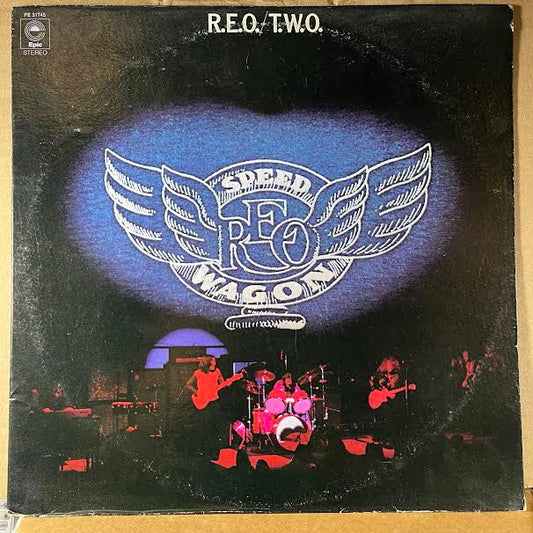 PE 31745
Epic
STEREO
R.E.O./T.W.O.
SPEED
REO
WAGON